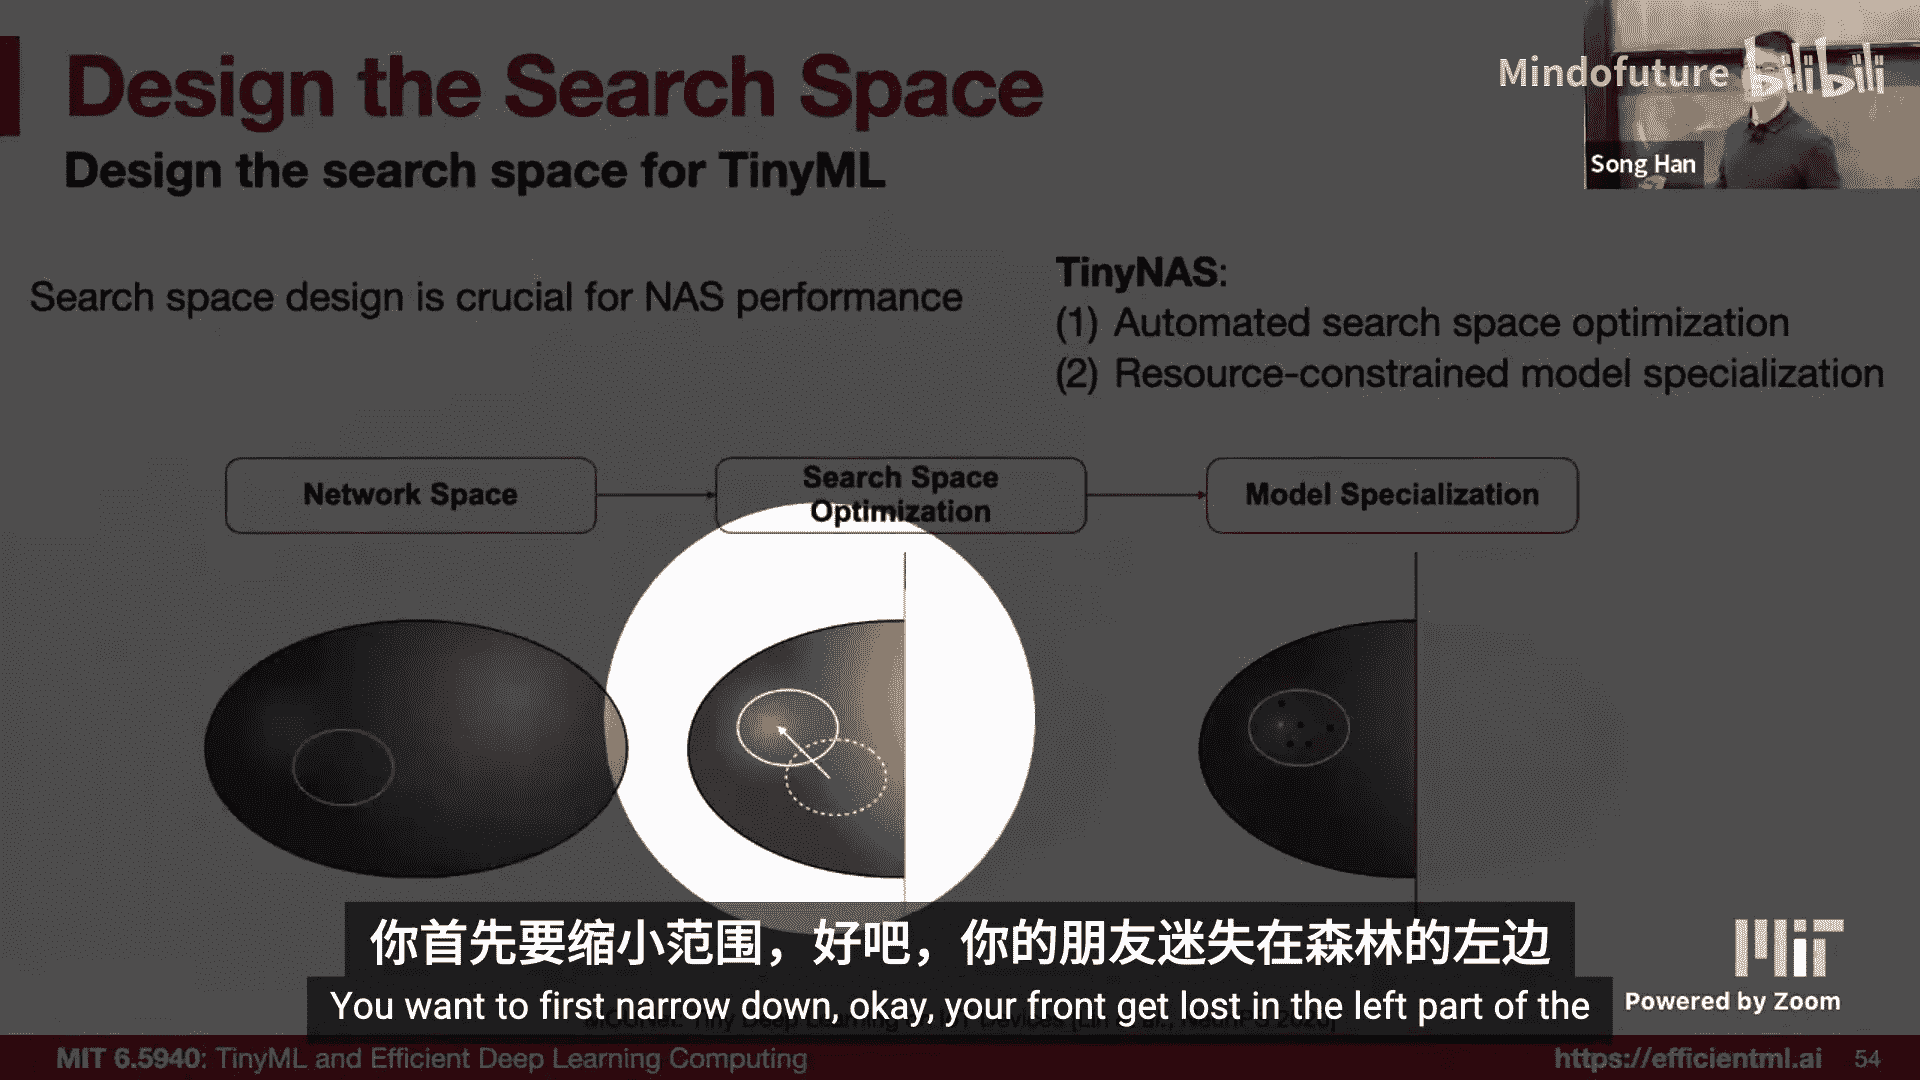 Design the Search Space
Mindofuture bilibili
Design the search space for TinyML
Song Han
Search space design is crucial for NAS performance
TinyNAS:
(1) Automated search space optimization
(2) Resource-constrained model specialization
Network Space
Search Space
Optimization
Model Specialization
你首先要缩小范围，好吧，你的朋友迷失在森林的左边
You want to first narrow down, okay, your front get lost in the left part of the
MIT
Powered by Zoom
MIT 6.5940: TinyML and Efficient Deep Learning Computing
https://efficientml.ai
54